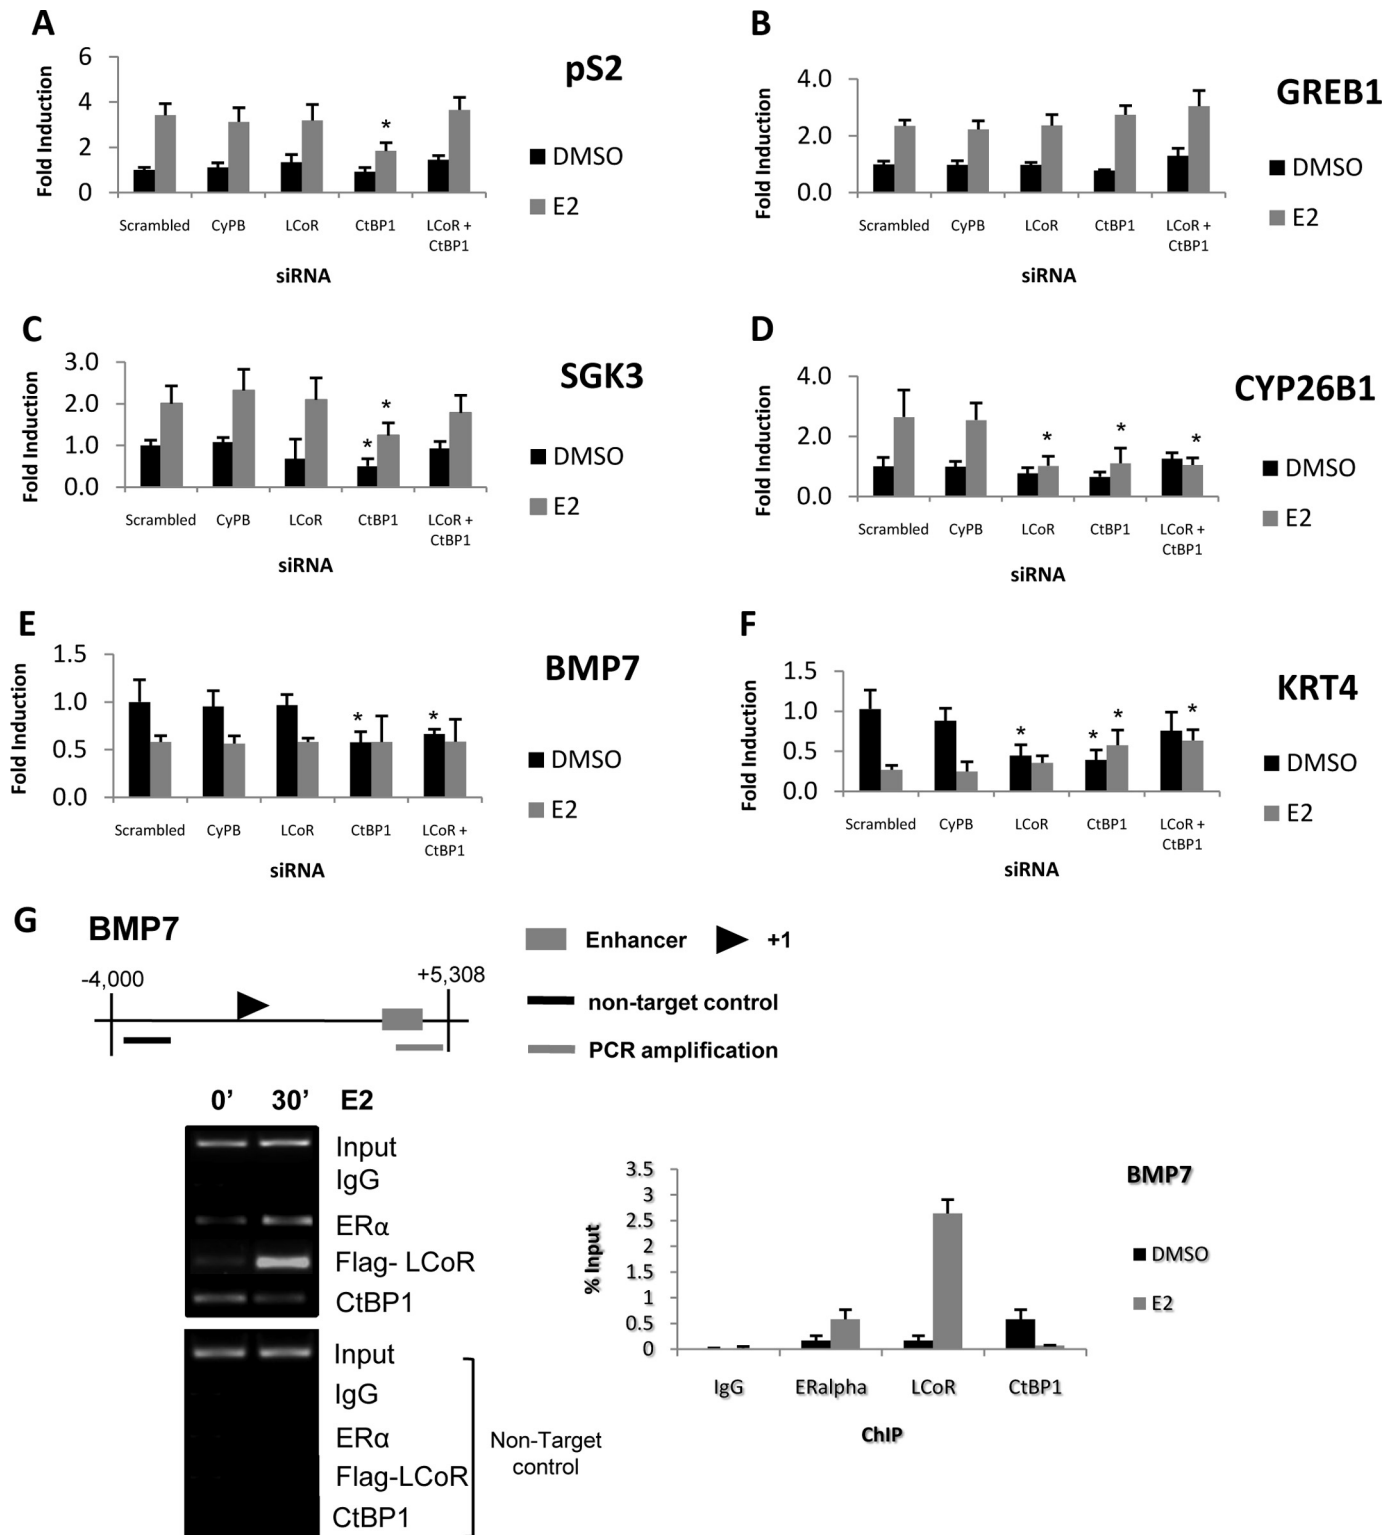 A
pS2
6
4
2
0
Fold Induction
*
Scrambled CyPB LCoR CtBP1 LCoR +
CtBP1
siRNA
DMSO
E2
B
GREB1
4.0
2.0
0.0
Fold Induction
Scrambled CyPB LCoR CtBP1 LCoR +
CtBP1
siRNA
DMSO
E2
C
SGK3
3.0
2.0
1.0
0.0
Fold Induction
* *
Scrambled CyPB LCoR CtBP1 LCoR +
CtBP1
siRNA
DMSO
E2
D
CYP26B1
4.0
2.0
0.0
Fold Induction
* * *
Scrambled CyPB LCoR CtBP1 LCoR +
CtBP1
siRNA
DMSO
E2
E
BMP7
1.5
1.0
0.5
0.0
Fold Induction
* *
Scrambled CyPB LCoR CtBP1 LCoR +
CtBP1
siRNA
DMSO
E2
F
KRT4
1.5
1.0
0.5
0.0
Fold Induction
* * * *
Scrambled CyPB LCoR CtBP1 LCoR +
CtBP1
siRNA
DMSO
E2
G
BMP7
-4,000 +5,308
Enhancer +1
non-target control
PCR amplification
0' 30' E2
Input
IgG
ERα
Flag- LCoR
CtBP1
Input
IgG
ERα
Flag-LCoR
CtBP1
Non-Target
control
BMP7
3.5
3
2.5
2
1.5
1
0.5
0
% Input
IgG ERalpha LCoR CtBP1
ChIP
DMSO
E2